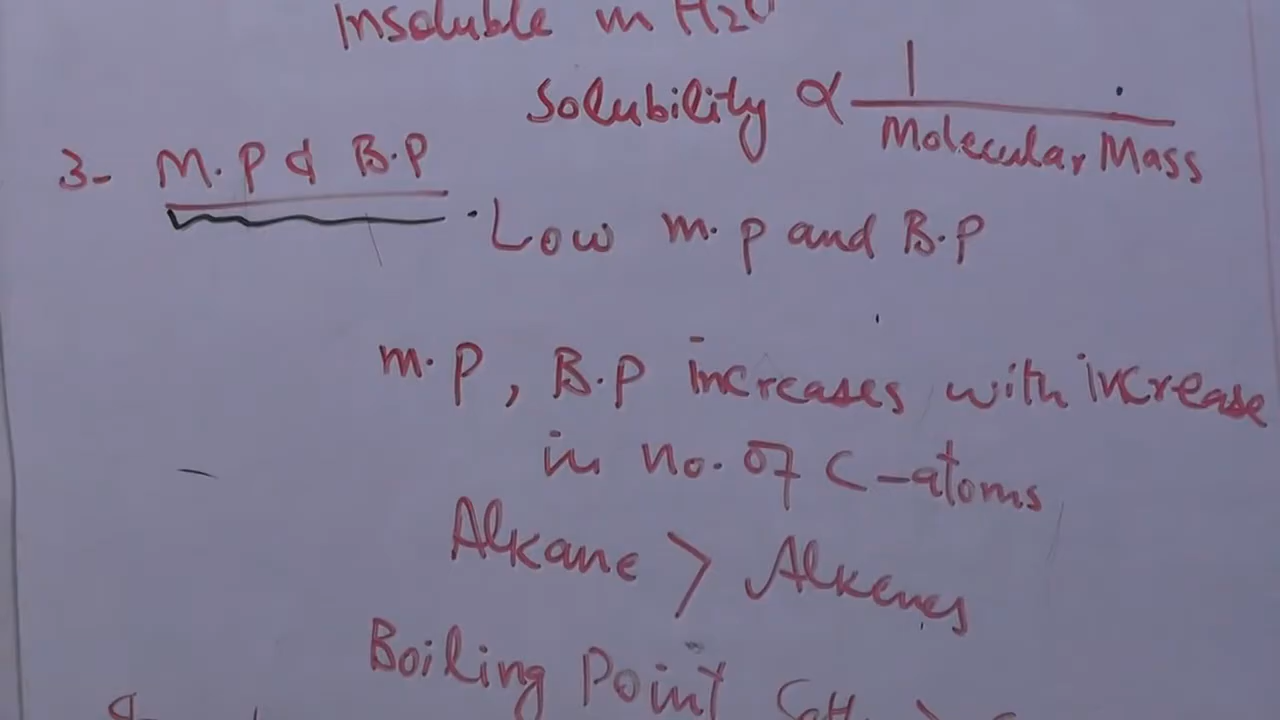 Insoluble in H2O
Solubility ∝ 1
Molecular Mass
3- M.P & B.P
Low m.p and B.P
m.p, B.p increases with increase
in no. of C-atoms
Alkane > Alkenes
Boiling Point